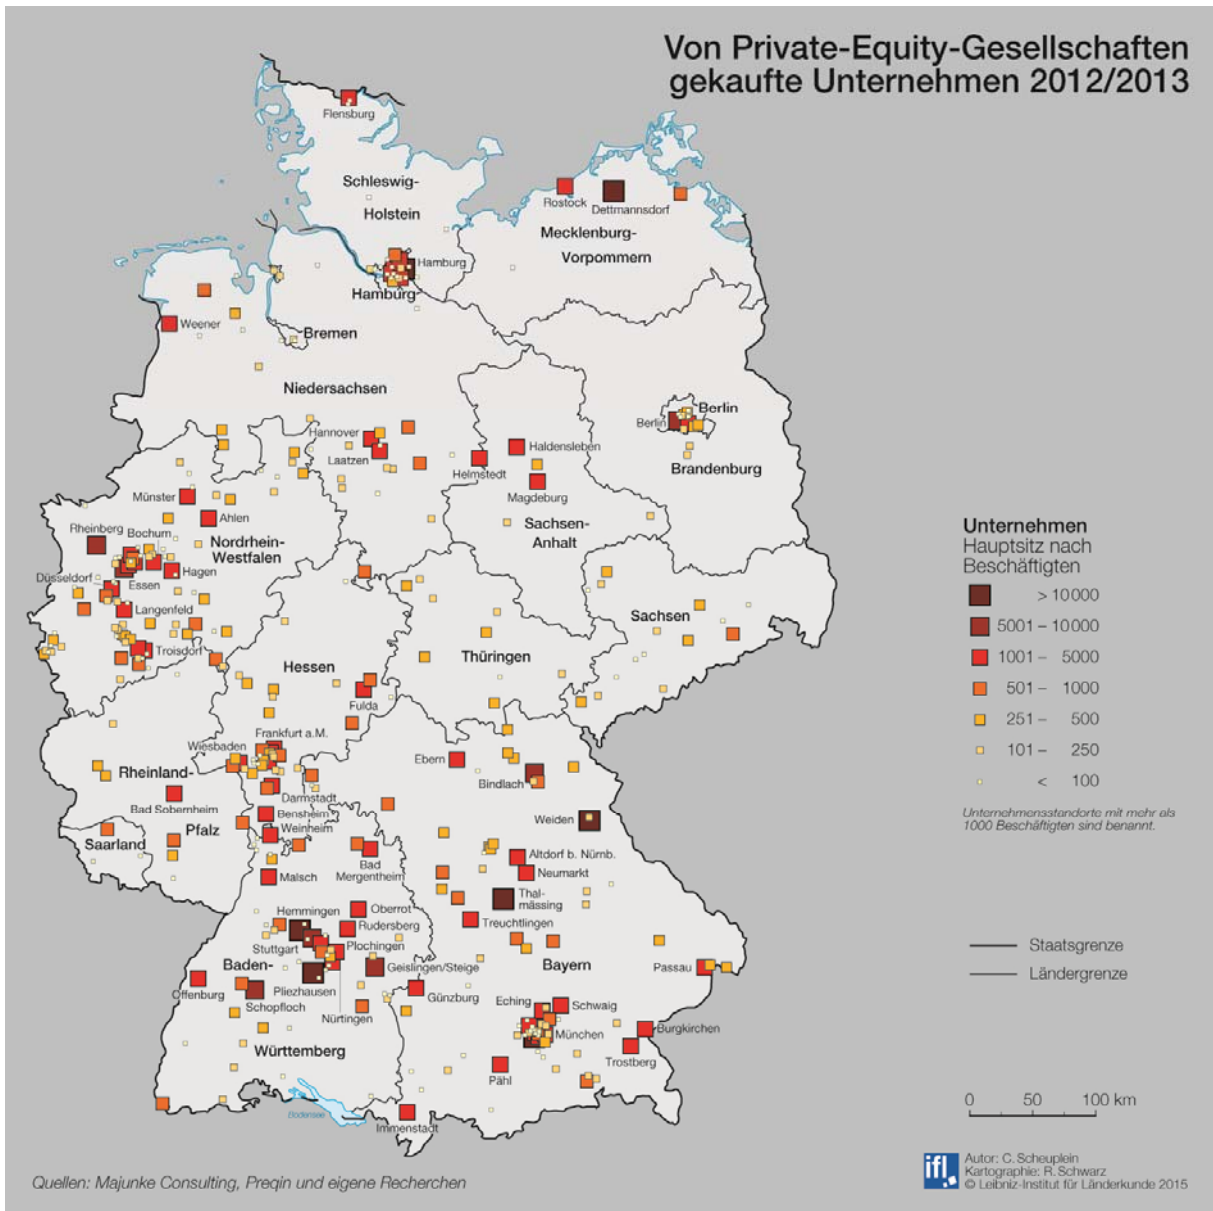 Von Private-Equity-Gesellschaften
gekaufte Unternehmen 2012/2013
Flensburg
Schleswig-
Holstein
Rostock
Dettmannsdorf
Mecklenburg-
Vorpommern
Hamburg
Hamburg
Weener
Bremen
Niedersachsen
Berlin
Berlin
Brandenburg
Hannover
Laatzen
Haldensleben
Helmstedt
Magdeburg
Sachsen-
Anhalt
Münster
Ahlen
Rheinberg
Bochum
Nordrhein-
Westfalen
Hagen
Düsseldorf
Essen
Langenfeld
Troisdorf
Sachsen
Thüringen
Hessen
Fulda
Frankfurt a.M.
Wiesbaden
Rheinland-
Bad Sobernheim
Pfalz
Saarland
Darmstadt
Bensheim
Weinheim
Bad
Mergentheim
Malsch
Ebern
Bindlach
Weiden
Altdorf b. Nürnb.
Neumarkt
Thal-
mässing
Treuchtlingen
Hemmingen
Oberrot
Rudersberg
Stuttgart
Plochingen
Geislingen/Steige
Baden-
Pliezhausen
Offenburg
Schopfloch
Nürtingen
Günzburg
Württemberg
Bayern
Passau
Eching
Schwaig
München
Burgkirchen
Trostberg
Pähl
Immenstadt
Bodensee
Unternehmen
Hauptsitz nach
Beschäftigten
> 10000
5001 – 10000
1001 – 5000
501 – 1000
251 – 500
101 – 250
< 100
Unternehmensstandorte mit mehr als
1000 Beschäftigten sind benannt.
Staatsgrenze
Ländergrenze
0 50 100 km
ifl.
Autor: C. Scheuplein
Kartographie: R. Schwarz
© Leibniz-Institut für Länderkunde 2015
Quellen: Majunke Consulting, Preqin und eigene Recherchen